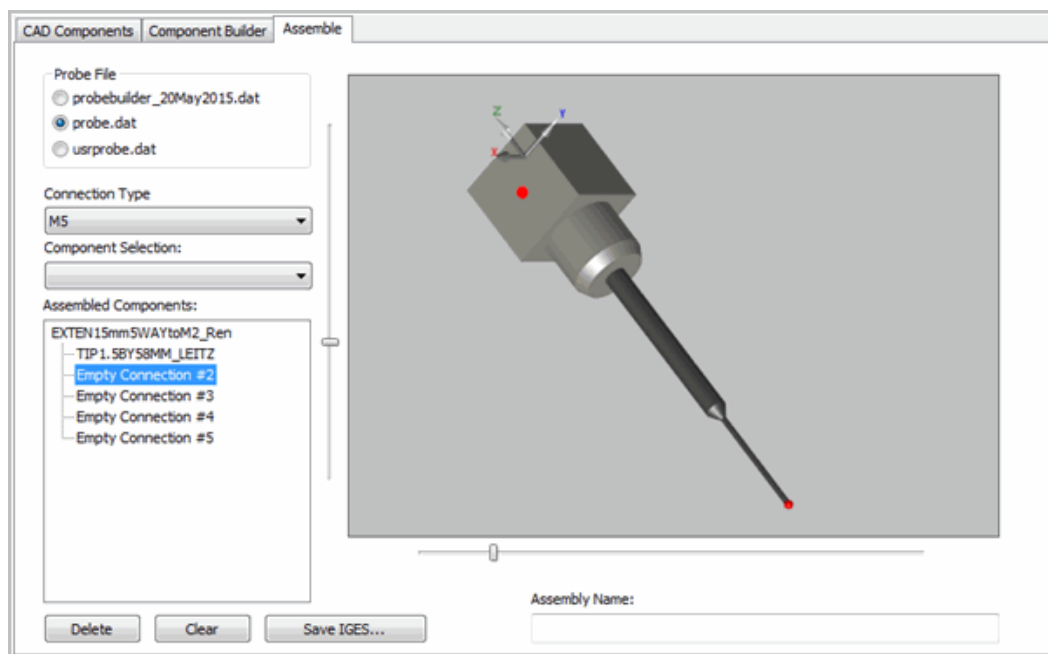 CAD Components
Component Builder
Assemble
Probe File
probebuilder_20May2015.dat
probe.dat
usrprobe.dat
Connection Type
M5
Component Selection:
Assembled Components:
EXTEN15mm5WAYtoM2_Ren
TIP1.5BY58MM_LEITZ
Empty Connection #2
Empty Connection #3
Empty Connection #4
Empty Connection #5
Z
Y
X
Delete
Clear
Save IGES...
Assembly Name: